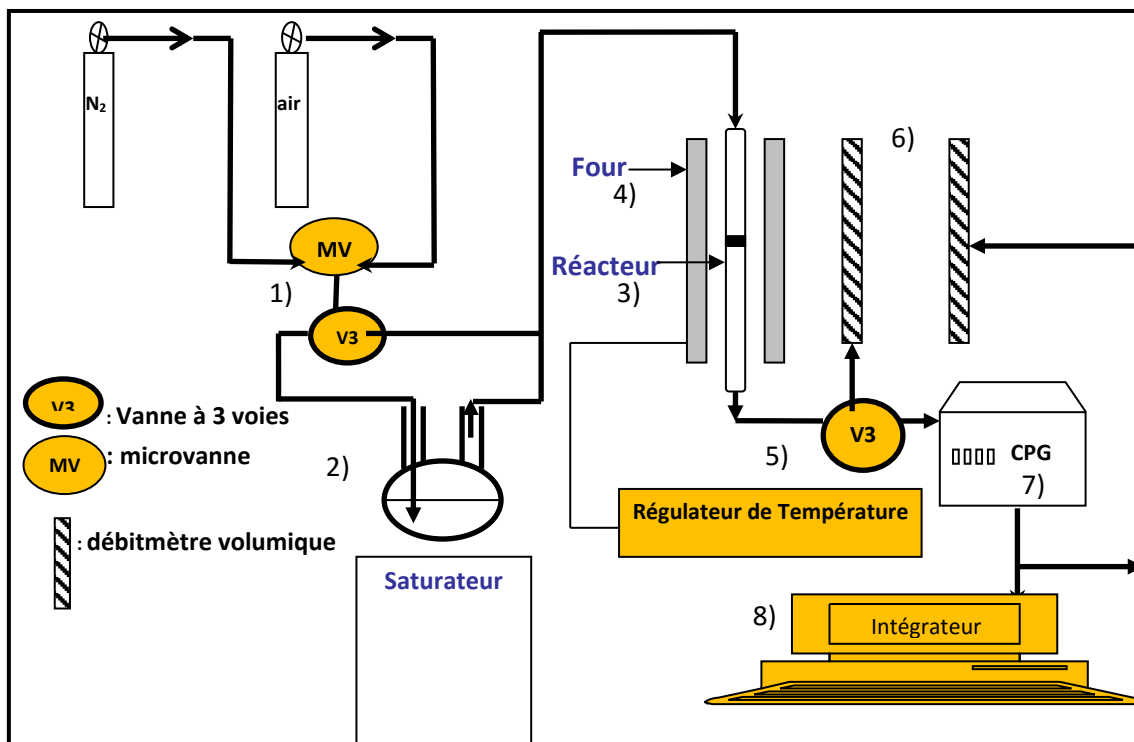 N₂
air
MV
1)
V3
Four
4)
Réacteur
3)
6)
V3
: Vanne à 3 voies
MV
: microvanne
: débitmètre volumique
2)
Saturateur
5)
V3
CPG
7)
Régulateur de Température
8)
Intégrateur